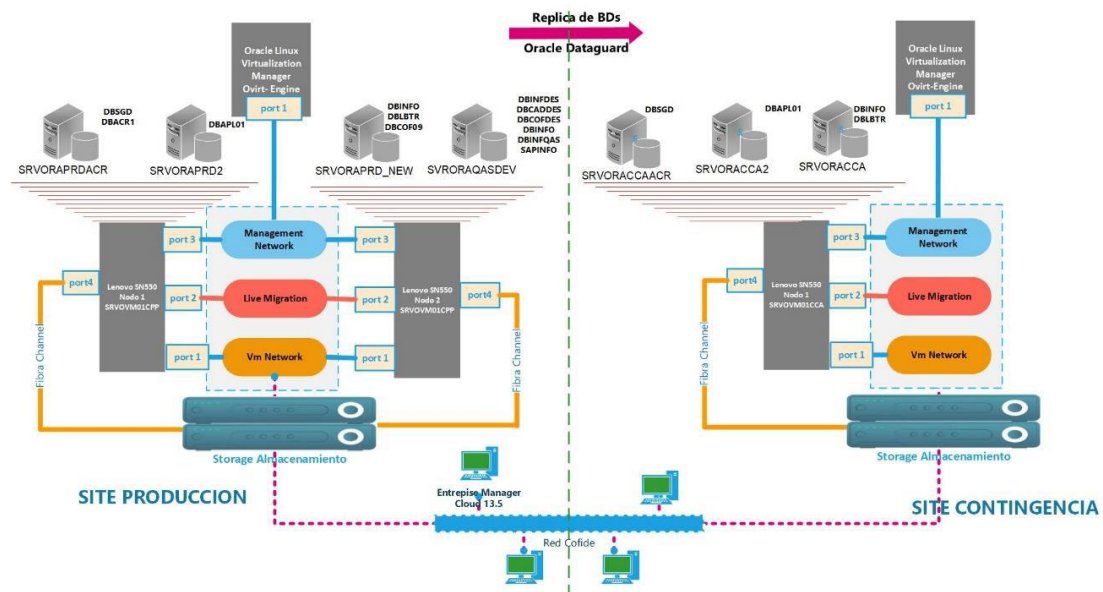 Replica de BDs
Oracle Dataguard
Oracle Linux
Virtualization
Manager
Ovirt- Engine
port 1
DBSGD
DBACR1
SRVORAPRDACR
DBAPL01
SRVORAPRD2
DBINFO
DBLBTR
DBCOF09
SRVORAPRD_NEW
DBINFDES
DBCADDES
DBCOFDES
DBINFO
DBINFQAS
SAPINFO
SVRORAQASDEV
port 3
Management
Network
port 3
port4
Lenovo SN550
Nodo 1
SRVOVM01CPP
port 2
Live Migration
port 2
Lenovo SN550
Nodo 2
SRVOVM01CPP
port4
port 1
Vm Network
port 1
Fibra Channel
Fibra Channel
Storage Almacenamiento
SITE PRODUCCION
Entrepise Manager
Cloud 13.5
Red Cofide
Oracle Linux
Virtualization
Manager
Ovirt-Engine
port 1
DBSGD
SRVORACCAACR
DBAPL01
SRVORACCA2
DBINFO
DBLBTR
SRVORACCA
port 3
Management
Network
port4
Lenovo SN550
Nodo 1
SRVOVM01CCA
port 2
Live Migration
port 1
Vm Network
Fibra Channel
Storage Almacenamiento
SITE CONTINGENCIA